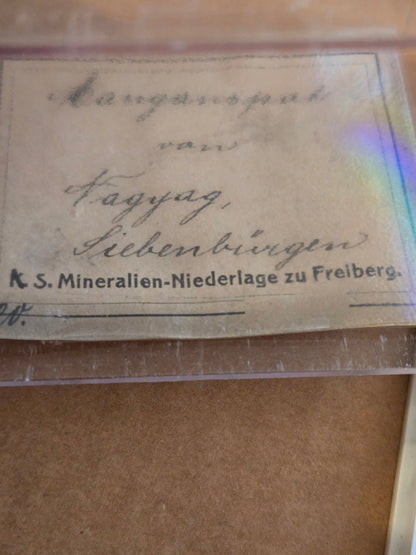 Manganspat
von
Nagyag,
Siebenbürgen
K. S. Mineralien-Niederlage zu Freiberg.